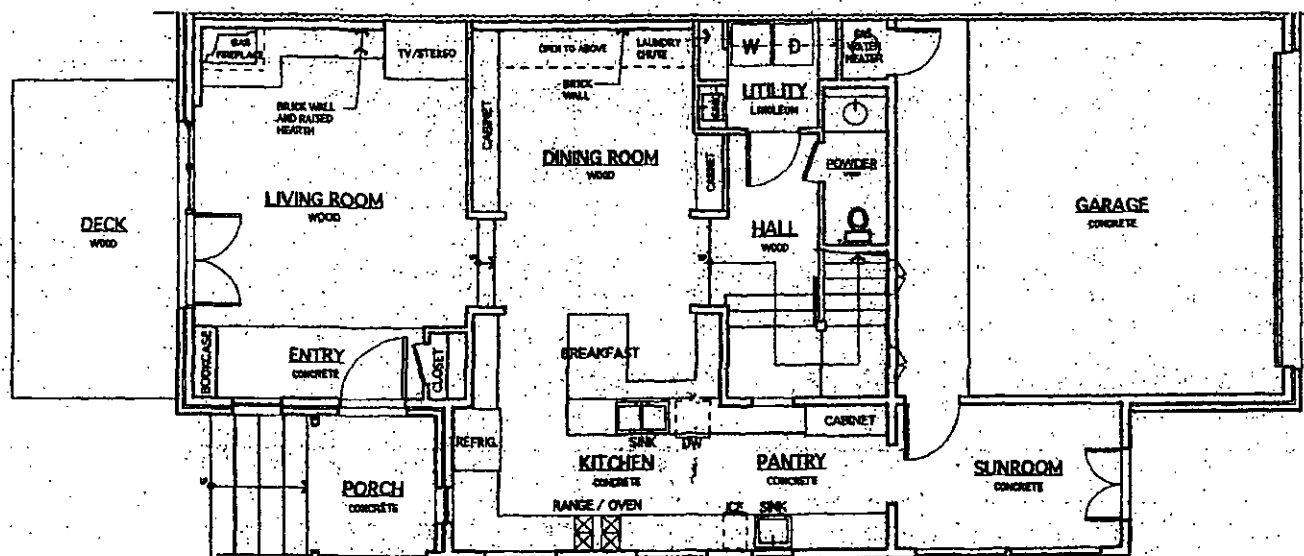 GAS
FIREPLACE
TV/STEREO
BRICK WALL
AND RAISED
HEARTH
OPEN TO ABOVE
LAUNDRY
CHUTE
BRICK
WALL
CABINET
W
D
GAS
WATER
HEATER
UTILITY
LINOLEUM
DINING ROOM
WOOD
CABINET
POWDER
LIVING ROOM
WOOD
DECK
WOOD
HALL
WOOD
GARAGE
CONCRETE
BOOKCASE
ENTRY
CONCRETE
CLOSET
BREAKFAST
REFRIG.
SINK
DW
CABINET
KITCHEN
CONCRETE
PANTRY
CONCRETE
SUNROOM
CONCRETE
PORCH
CONCRETE
RANGE / OVEN
ICE
SINK